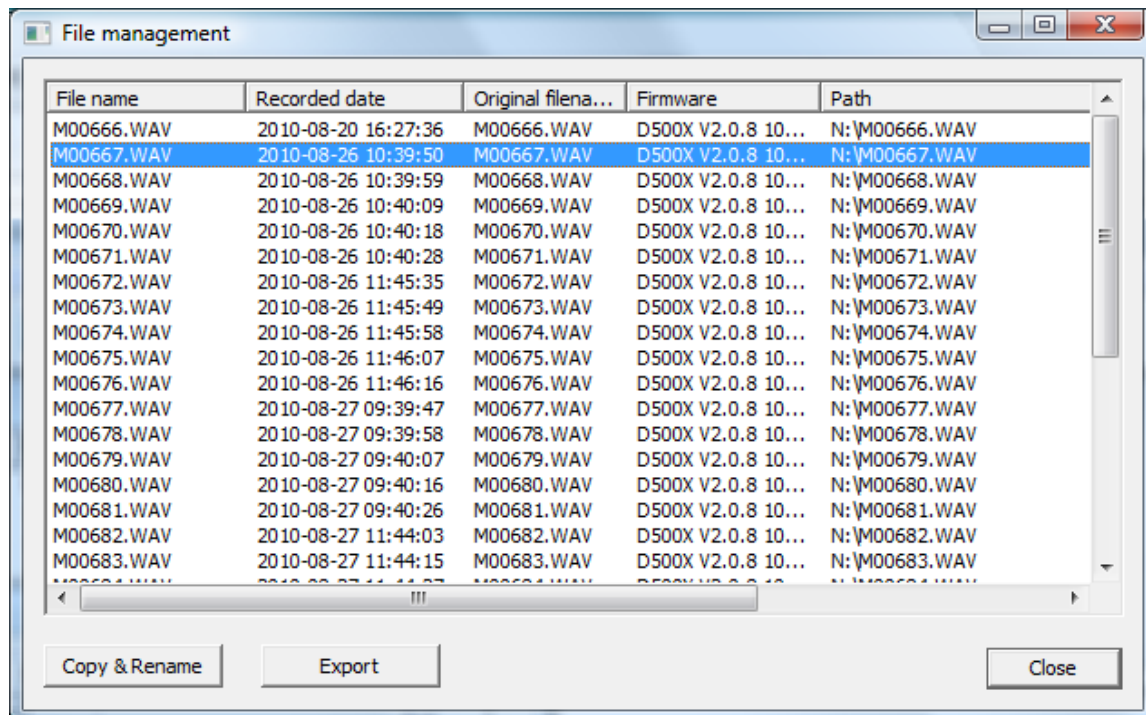 File management
File name Recorded date Original filena... Firmware Path
M00666.WAV 2010-08-20 16:27:36 M00666.WAV D500X V2.0.8 10... N:\M00666.WAV
M00667.WAV 2010-08-26 10:39:50 M00667.WAV D500X V2.0.8 10... N:\M00667.WAV
M00668.WAV 2010-08-26 10:39:59 M00668.WAV D500X V2.0.8 10... N:\M00668.WAV
M00669.WAV 2010-08-26 10:40:09 M00669.WAV D500X V2.0.8 10... N:\M00669.WAV
M00670.WAV 2010-08-26 10:40:18 M00670.WAV D500X V2.0.8 10... N:\M00670.WAV
M00671.WAV 2010-08-26 10:40:28 M00671.WAV D500X V2.0.8 10... N:\M00671.WAV
M00672.WAV 2010-08-26 11:45:35 M00672.WAV D500X V2.0.8 10... N:\M00672.WAV
M00673.WAV 2010-08-26 11:45:49 M00673.WAV D500X V2.0.8 10... N:\M00673.WAV
M00674.WAV 2010-08-26 11:45:58 M00674.WAV D500X V2.0.8 10... N:\M00674.WAV
M00675.WAV 2010-08-26 11:46:07 M00675.WAV D500X V2.0.8 10... N:\M00675.WAV
M00676.WAV 2010-08-26 11:46:16 M00676.WAV D500X V2.0.8 10... N:\M00676.WAV
M00677.WAV 2010-08-27 09:39:47 M00677.WAV D500X V2.0.8 10... N:\M00677.WAV
M00678.WAV 2010-08-27 09:39:58 M00678.WAV D500X V2.0.8 10... N:\M00678.WAV
M00679.WAV 2010-08-27 09:40:07 M00679.WAV D500X V2.0.8 10... N:\M00679.WAV
M00680.WAV 2010-08-27 09:40:16 M00680.WAV D500X V2.0.8 10... N:\M00680.WAV
M00681.WAV 2010-08-27 09:40:26 M00681.WAV D500X V2.0.8 10... N:\M00681.WAV
M00682.WAV 2010-08-27 11:44:03 M00682.WAV D500X V2.0.8 10... N:\M00682.WAV
M00683.WAV 2010-08-27 11:44:15 M00683.WAV D500X V2.0.8 10... N:\M00683.WAV
Copy & Rename Export Close